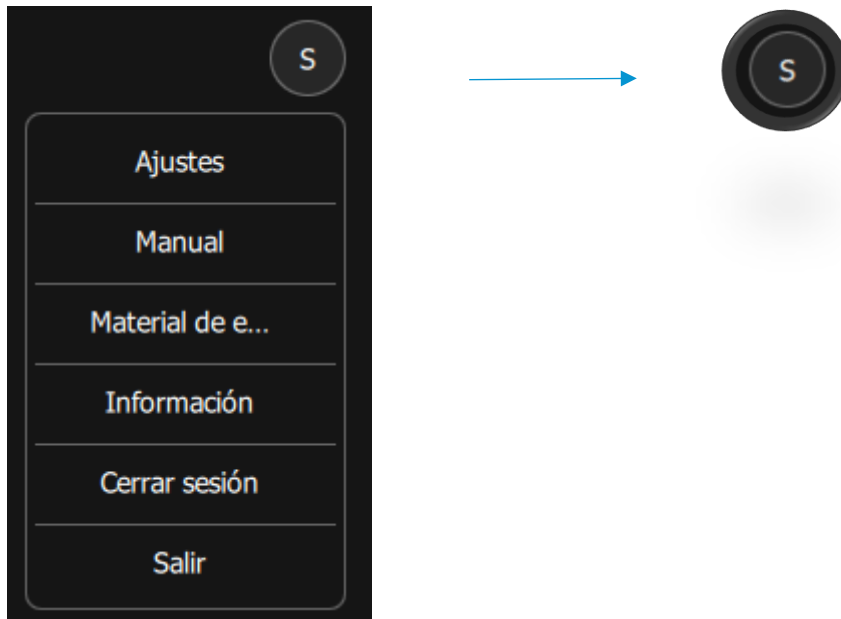 S
S
Ajustes
Manual
Material de e...
Información
Cerrar sesión
Salir